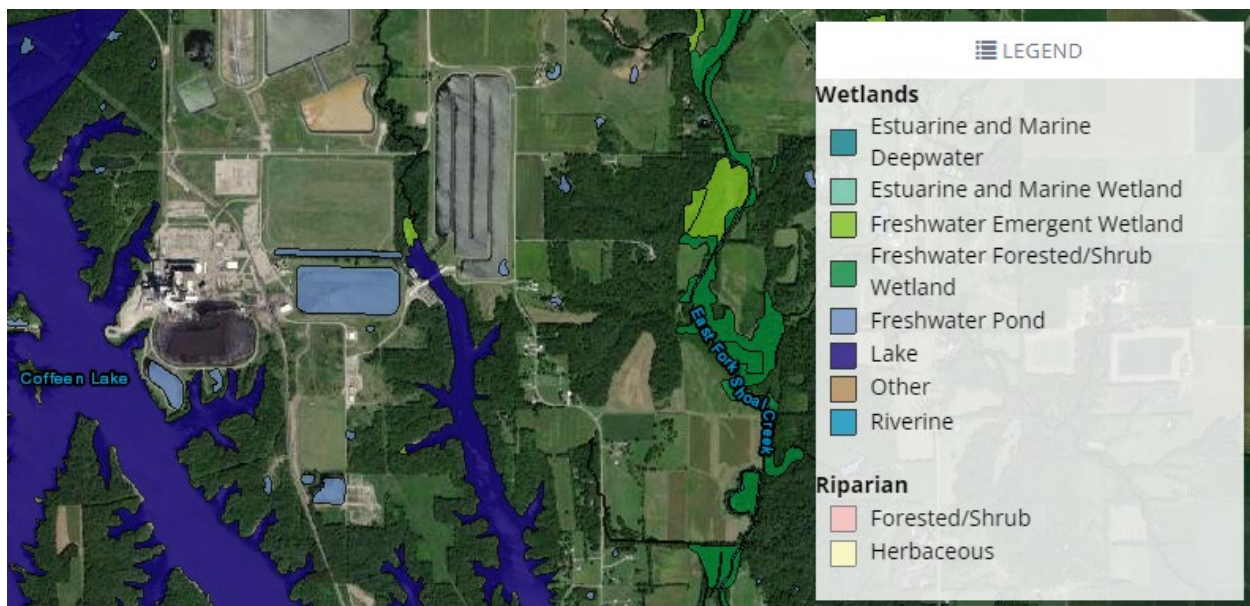 LEGEND
Wetlands
Estuarine and Marine
Deepwater
Estuarine and Marine Wetland
Freshwater Emergent Wetland
Freshwater Forested/Shrub
Wetland
Freshwater Pond
Lake
Other
Riverine
Riparian
Forested/Shrub
Herbaceous
Coffeen Lake
East Fork Shoal Creek